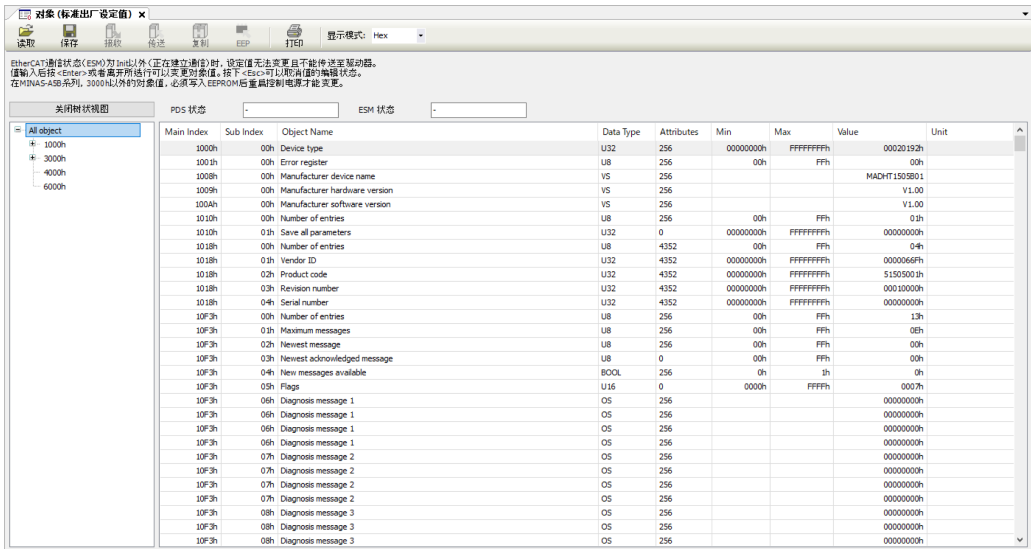 对象 (标准出厂设定值) ×
读取 保存 接取 传送 复制 EEP 打印 显示模式: Hex
EtherCAT通信状态(ESM)为Init以外(正在建立通信)时, 设定值无法变更且不能传送至驱动器。
值输入后按<Enter>或者离开所选行可以变更对象值。按下<Esc>可以取消值的编辑状态。
在MINAS-A5B系列, 3000h以外的对象值, 必须写入EEPROM后重启控制电源才能变更。
关闭树状视图 PDS 状态 - ESM 状态 -
All object
1000h
3000h
4000h
6000h
Main Index Sub Index Object Name Data Type Attributes Min Max Value Unit
1000h 00h Device type U32 256 00000000h FFFFFFFFh 00020192h
1001h 00h Error register U8 256 00h FFh 00h
1008h 00h Manufacturer device name VS 256 MADHT1505B01
1009h 00h Manufacturer hardware version VS 256 V1.00
100Ah 00h Manufacturer software version VS 256 V1.00
1010h 00h Number of entries U8 256 00h FFh 01h
1010h 01h Save all parameters U32 0 00000000h FFFFFFFFh 00000000h
1018h 00h Number of entries U8 4352 00h FFh 04h
1018h 01h Vendor ID U32 4352 00000000h FFFFFFFFh 0000066Fh
1018h 02h Product code U32 4352 00000000h FFFFFFFFh 51505001h
1018h 03h Revision number U32 4352 00000000h FFFFFFFFh 00010000h
1018h 04h Serial number U32 4352 00000000h FFFFFFFFh 00000000h
10F3h 00h Number of entries U8 256 00h FFh 13h
10F3h 01h Maximum messages U8 256 00h FFh 0Eh
10F3h 02h Newest message U8 256 00h FFh 00h
10F3h 03h Newest acknowledged message U8 0 00h FFh 00h
10F3h 04h New messages available BOOL 256 0h 1h 0h
10F3h 05h Flags U16 0 0000h FFFFh 0007h
10F3h 06h Diagnosis message 1 OS 256 00000000h
10F3h 06h Diagnosis message 1 OS 256 00000000h
10F3h 06h Diagnosis message 1 OS 256 00000000h
10F3h 06h Diagnosis message 1 OS 256 00000000h
10F3h 07h Diagnosis message 2 OS 256 00000000h
10F3h 07h Diagnosis message 2 OS 256 00000000h
10F3h 07h Diagnosis message 2 OS 256 00000000h
10F3h 07h Diagnosis message 2 OS 256 00000000h
10F3h 08h Diagnosis message 3 OS 256 00000000h
10F3h 08h Diagnosis message 3 OS 256 00000000h
10F3h 08h Diagnosis message 3 OS 256 00000000h